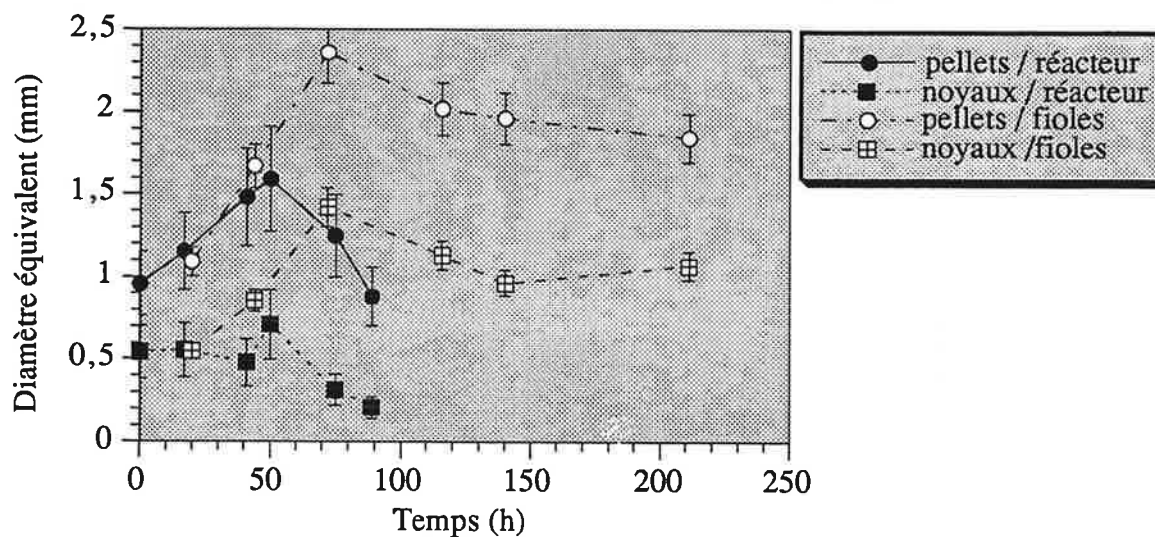 2,5
2
1,5
1
0,5
0
Diamètre équivalent (mm)
0
50
100
150
200
250
Temps (h)
pellets / réacteur
noyaux / réacteur
pellets / fioles
noyaux /fioles